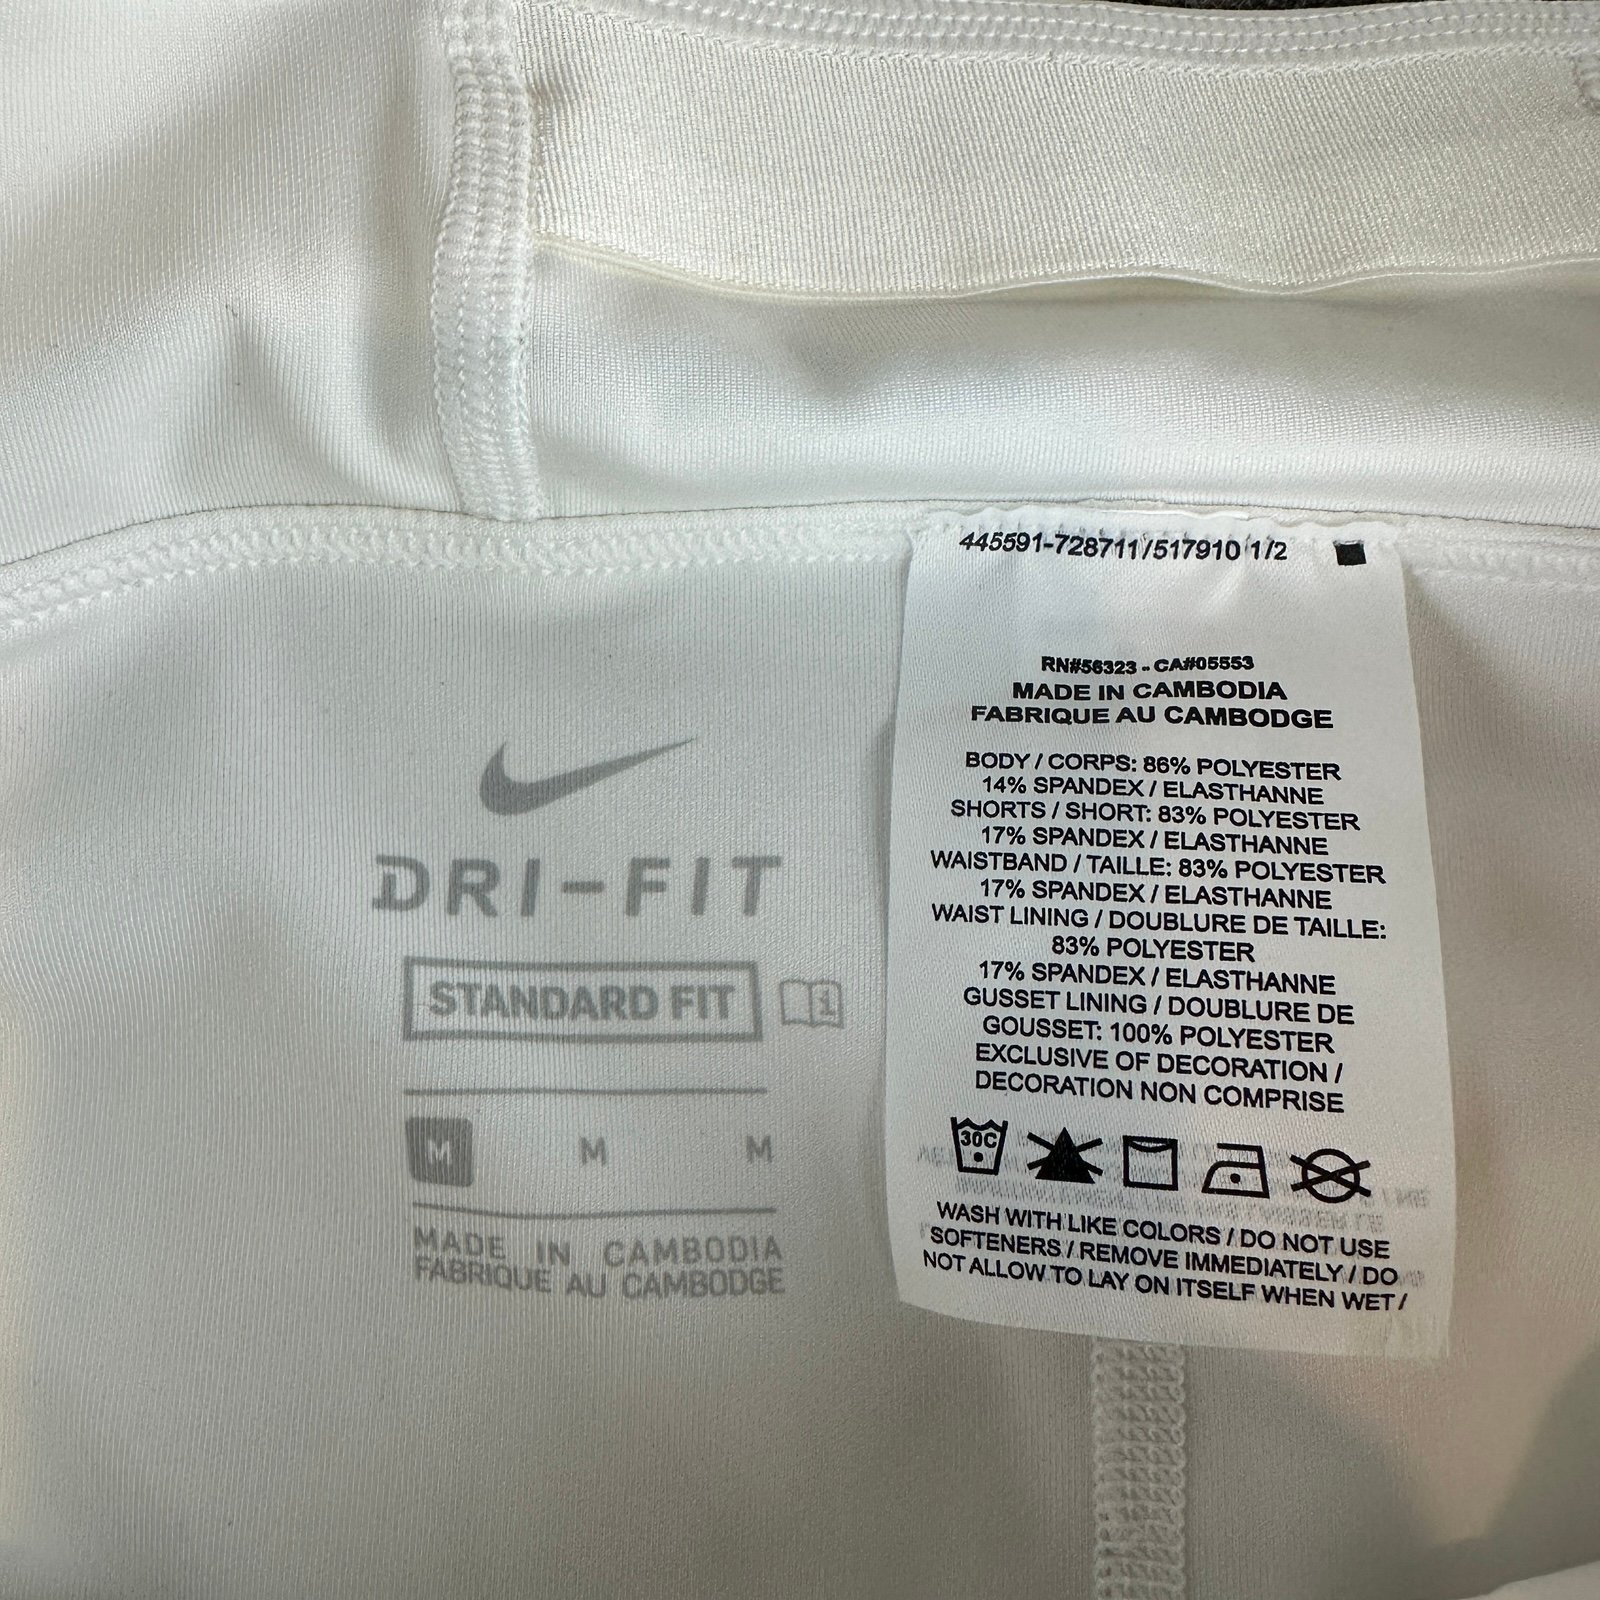 DRI-FIT
STANDARD FIT
M M M
MADE IN CAMBODIA
FABRIQUE AU CAMBODGE
445591-728711/517910 1/2
RN#56323 - CA#05553
MADE IN CAMBODIA
FABRIQUE AU CAMBODGE
BODY / CORPS: 86% POLYESTER
14% SPANDEX / ELASTHANNE
SHORTS / SHORT: 83% POLYESTER
17% SPANDEX / ELASTHANNE
WAISTBAND / TAILLE: 83% POLYESTER
17% SPANDEX / ELASTHANNE
WAIST LINING / DOUBLURE DE TAILLE:
83% POLYESTER
17% SPANDEX / ELASTHANNE
GUSSET LINING / DOUBLURE DE
GOUSSET: 100% POLYESTER
EXCLUSIVE OF DECORATION /
DECORATION NON COMPRISE
30C
WASH WITH LIKE COLORS / DO NOT USE
SOFTENERS / REMOVE IMMEDIATELY / DO
NOT ALLOW TO LAY ON ITSELF WHEN WET /